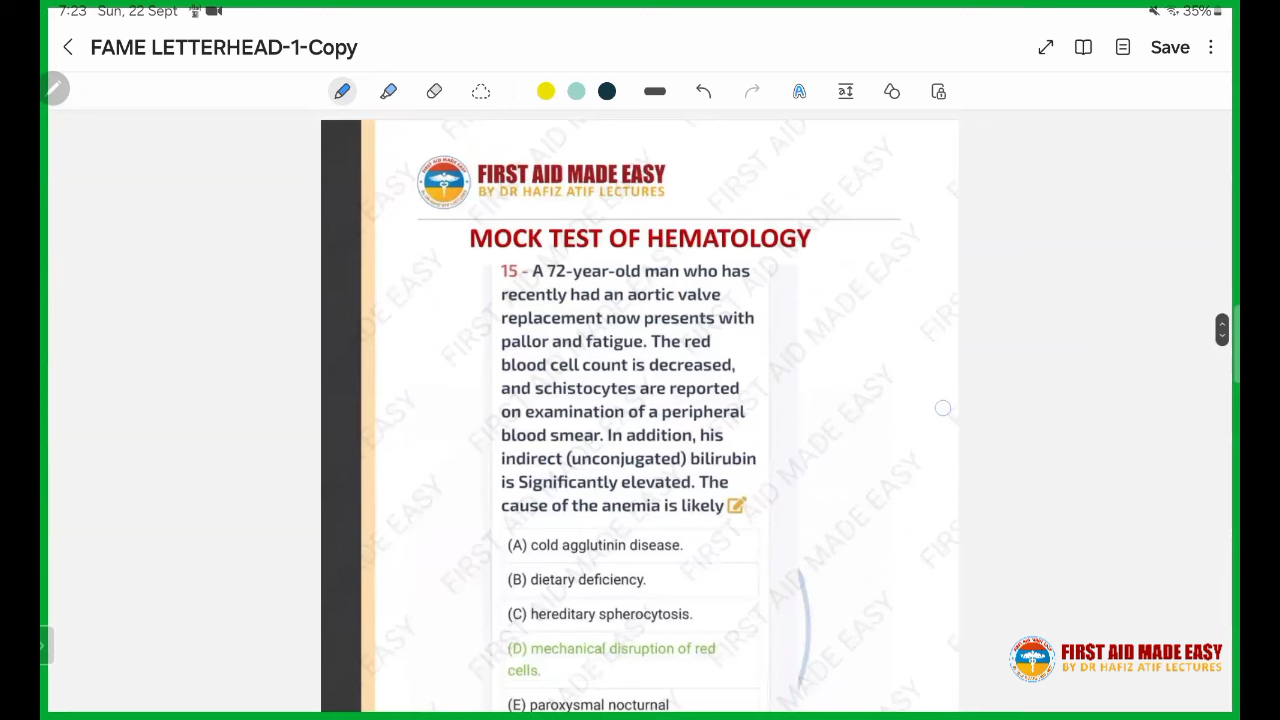 7:23 Sun, 22 Sept
35%
FAME LETTERHEAD-1-Copy
Save
FIRST AID MADE EASY
BY DR HAFIZ ATIF LECTURES
MOCK TEST OF HEMATOLOGY
15 - A 72-year-old man who has
recently had an aortic valve
replacement now presents with
pallor and fatigue. The red
blood cell count is decreased,
and schistocytes are reported
on examination of a peripheral
blood smear. In addition, his
indirect (unconjugated) bilirubin
is Significantly elevated. The
cause of the anemia is likely
(A) cold agglutinin disease.
(B) dietary deficiency.
(C) hereditary spherocytosis.
(D) mechanical disruption of red
cells.
(E) paroxysmal nocturnal
FIRST AID MADE EASY
BY DR HAFIZ ATIF LECTURES